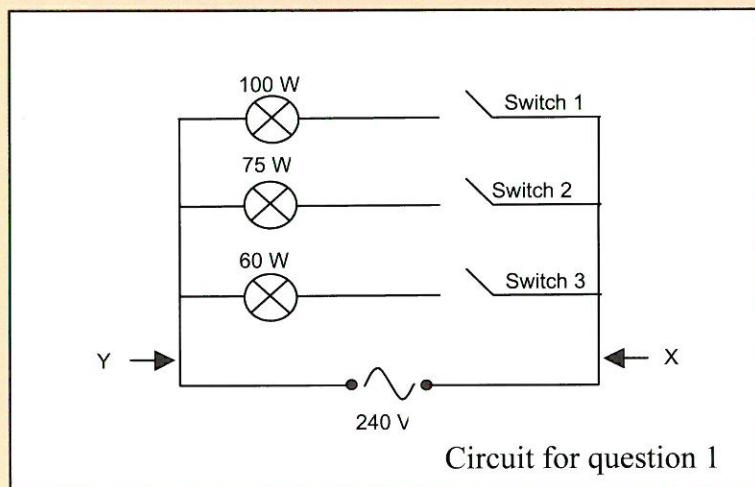 100 W
Switch 1
75 W
Switch 2
60 W
Switch 3
Y
X
240 V
Circuit for question 1